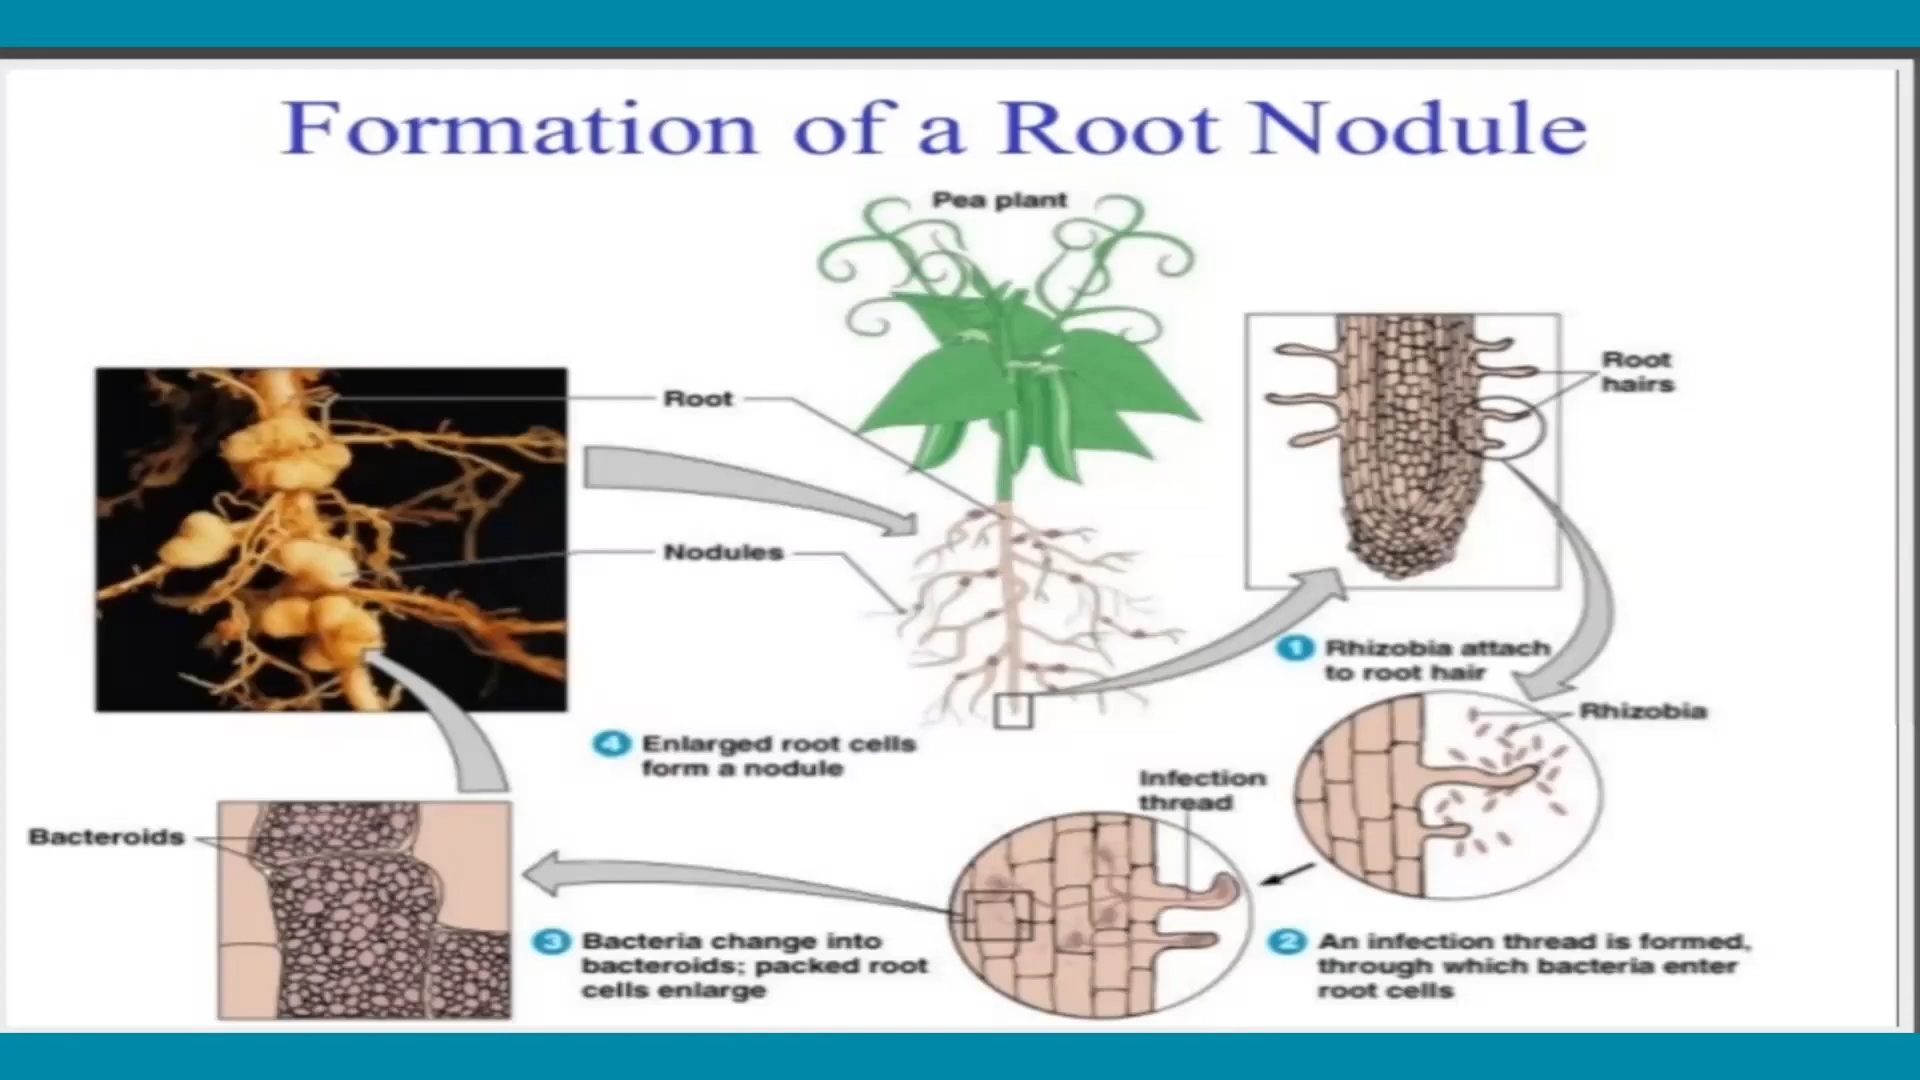 Formation of a Root Nodule
Pea plant
Root
hairs
Root
Nodules
1 Rhizobia attach
to root hair
Rhizobia
4 Enlarged root cells
form a nodule
Infection
thread
Bacteroids
3 Bacteria change into
bacteroids; packed root
cells enlarge
2 An infection thread is formed,
through which bacteria enter
root cells